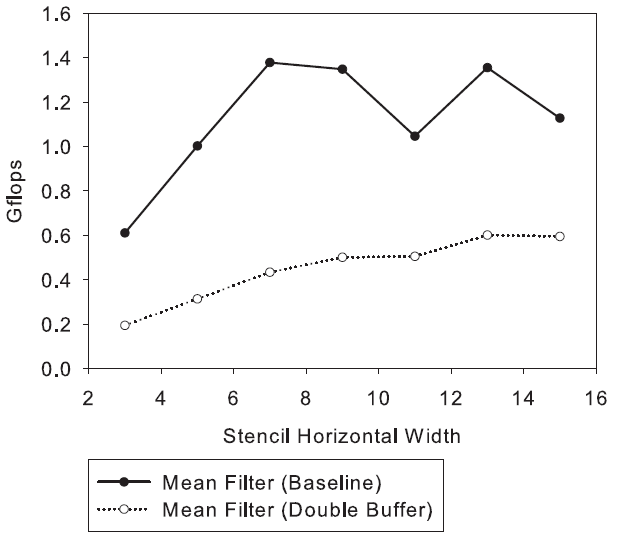 1.6
1.4
1.2
1.0
0.8
0.6
0.4
0.2
0.0
Gflops
2 4 6 8 10 12 14 16
Stencil Horizontal Width
Mean Filter (Baseline)
Mean Filter (Double Buffer)